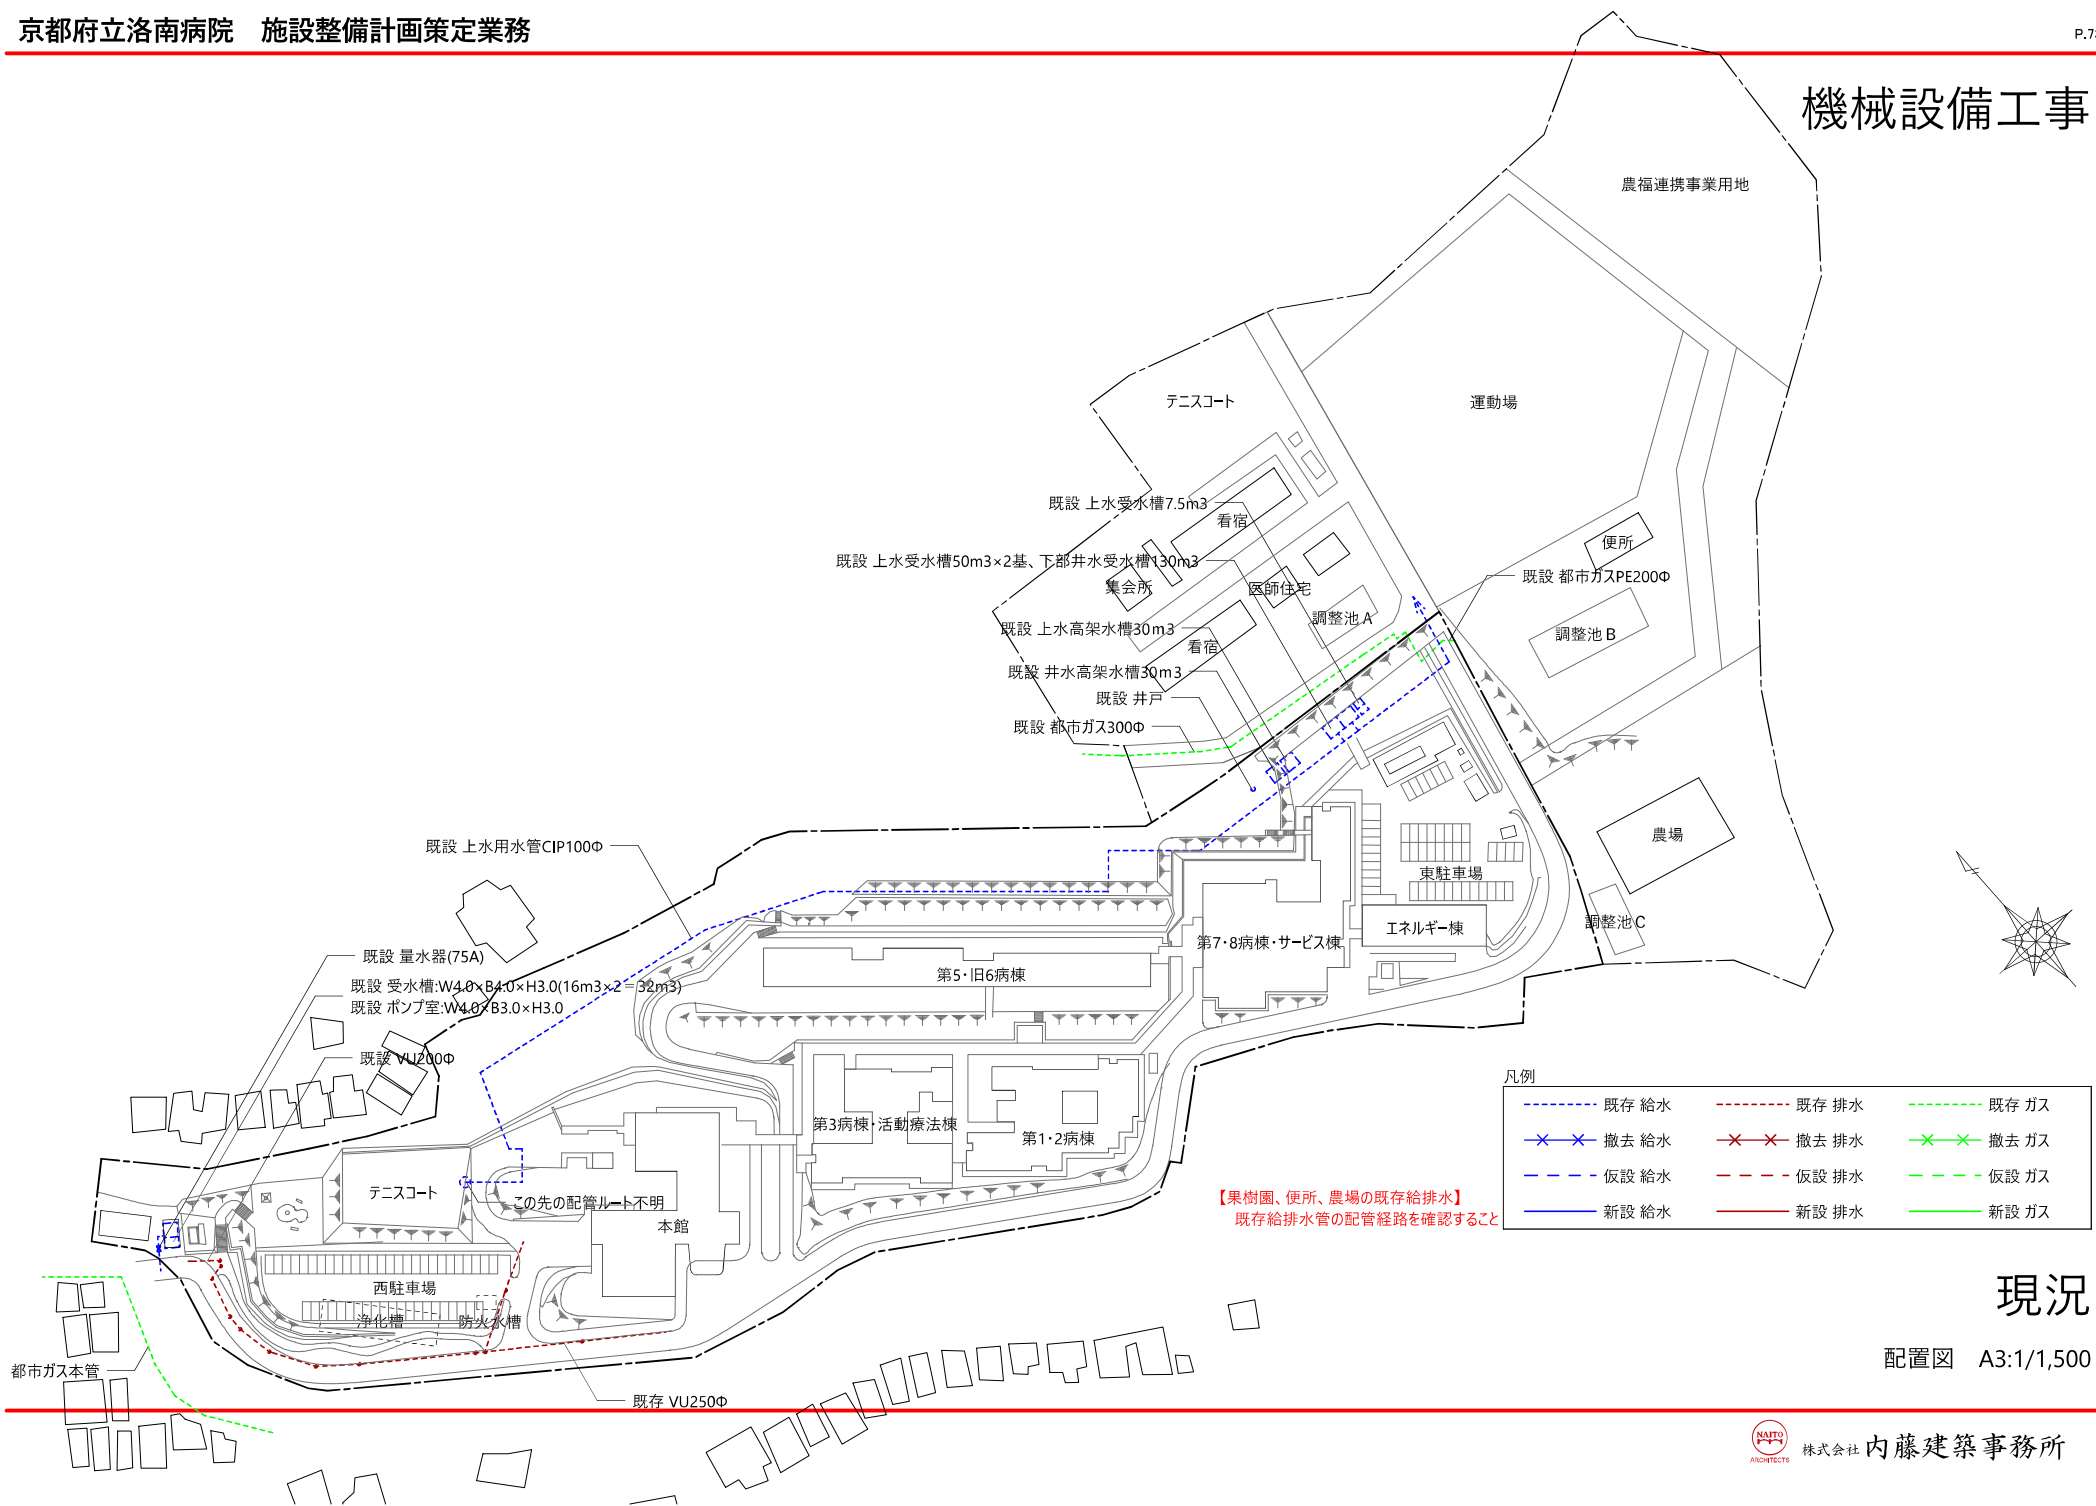 京都府立洛南病院　施設整備計画策定業務
機械設備工事
農福連携事業用地
テニスコート
運動場
既設 上水受水槽7.5m3
看宿
便所
既設 上水受水槽50m3×2基、下部井水受水槽130m3
既設 都市ガスPE200Φ
集会所
医師住宅
調整池Ａ
既設 上水高架水槽30m3
調整池Ｂ
看宿
既設 井水高架水槽30m3
既設 井戸
既設 都市ガス300Φ
農場
既設 上水用水管CIP100Φ
東駐車場
調整池Ｃ
エネルギー棟
第7・8病棟・サービス棟
既設 量水器(75A)
第5・旧6病棟
既設 受水槽:W4.0×B4.0×H3.0(16m3×2＝32m3)
既設 ポンプ室:W4.0×B3.0×H3.0
既設 VU200Φ
凡例
既存 給水　既存 排水　既存 ガス
撤去 給水　撤去 排水　撤去 ガス
仮設 給水　仮設 排水　仮設 ガス
新設 給水　新設 排水　新設 ガス
第3病棟・活動療法棟
第1・2病棟
テニスコート
この先の配管ルート不明
本館
【果樹園、便所、農場の既存給排水】
既存給排水管の配管経路を確認すること
西駐車場
浄化槽
防火水槽
現況
都市ガス本管
配置図　A3:1/1,500
既存 VU250Φ
NAITO
ARCHITECTS
株式会社 内藤建築事務所